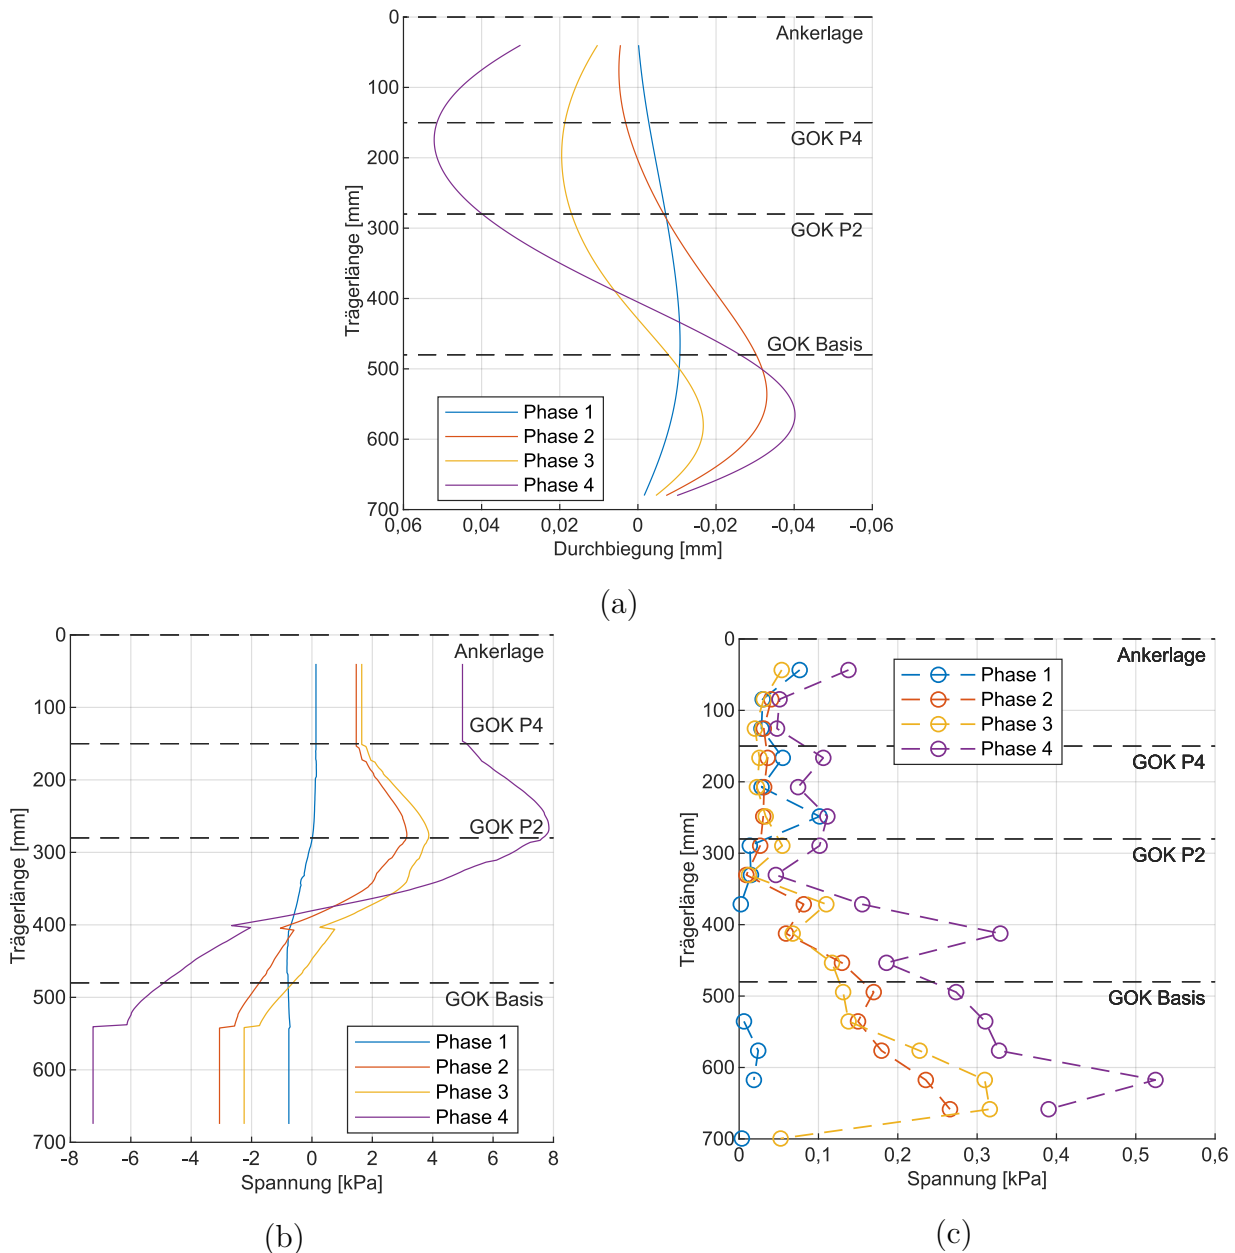 0
Ankerlage
100
GOK P4
200
GOK P2
300
Trägerlänge [mm]
400
GOK Basis
500
Phase 1
Phase 2
600
Phase 3
Phase 4
700
0,06
0,04
0,02
0
-0,02
-0,04
-0,06
Durchbiegung [mm]
(a)
0
Ankerlage
100
GOK P4
200
GOK P2
300
Trägerlänge [mm]
400
500
GOK Basis
Phase 1
600
Phase 2
Phase 3
Phase 4
700
-8
-6
-4
-2
0
2
4
6
8
Spannung [kPa]
(b)
0
Ankerlage
Phase 1
Phase 2
Phase 3
Phase 4
100
GOK P4
200
GOK P2
300
Trägerlänge [mm]
400
500
GOK Basis
600
700
0
0,1
0,2
0,3
0,4
0,5
0,6
Spannung [kPa]
(c)